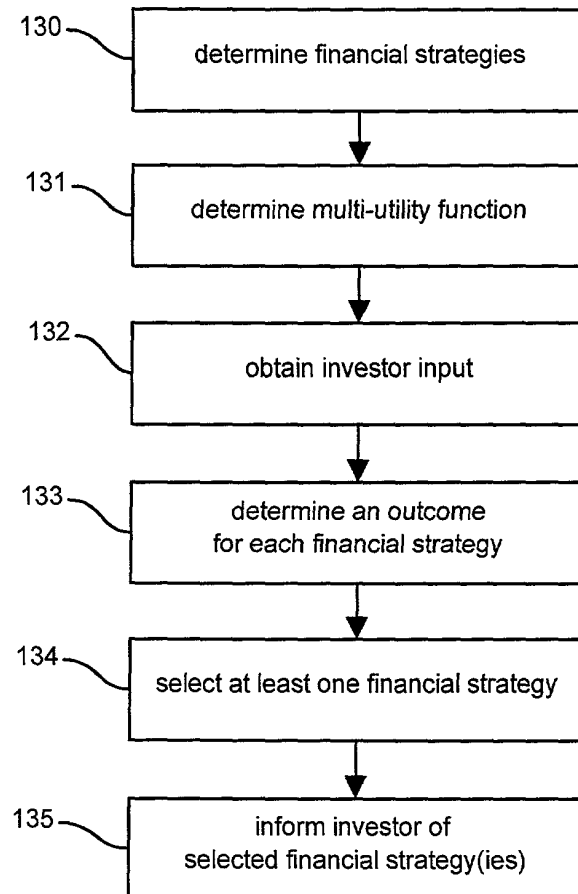 130
determine financial strategies
131
determine multi-utility function
132
obtain investor input
133
determine an outcome
for each financial strategy
134
select at least one financial strategy
135
inform investor of
selected financial strategy(ies)